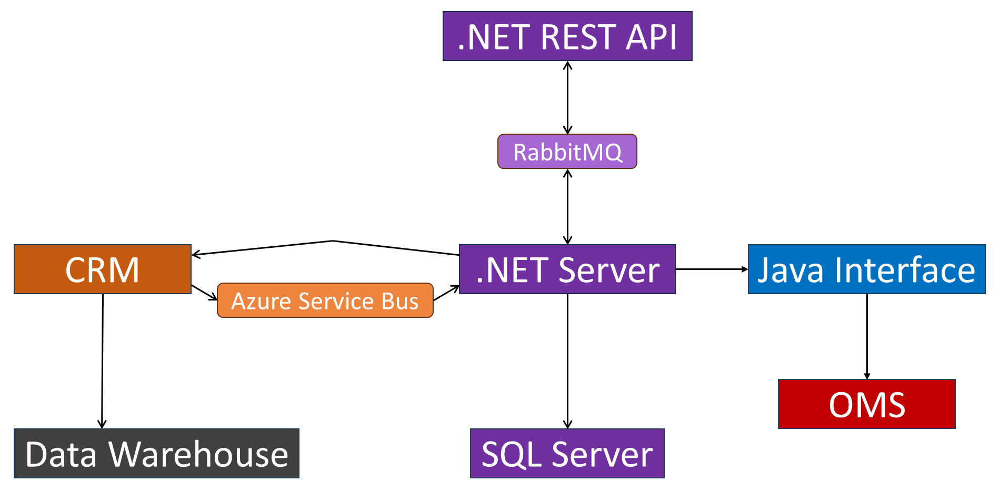 .NET REST API
RabbitMQ
CRM
.NET Server
Java Interface
Azure Service Bus
OMS
Data Warehouse
SQL Server